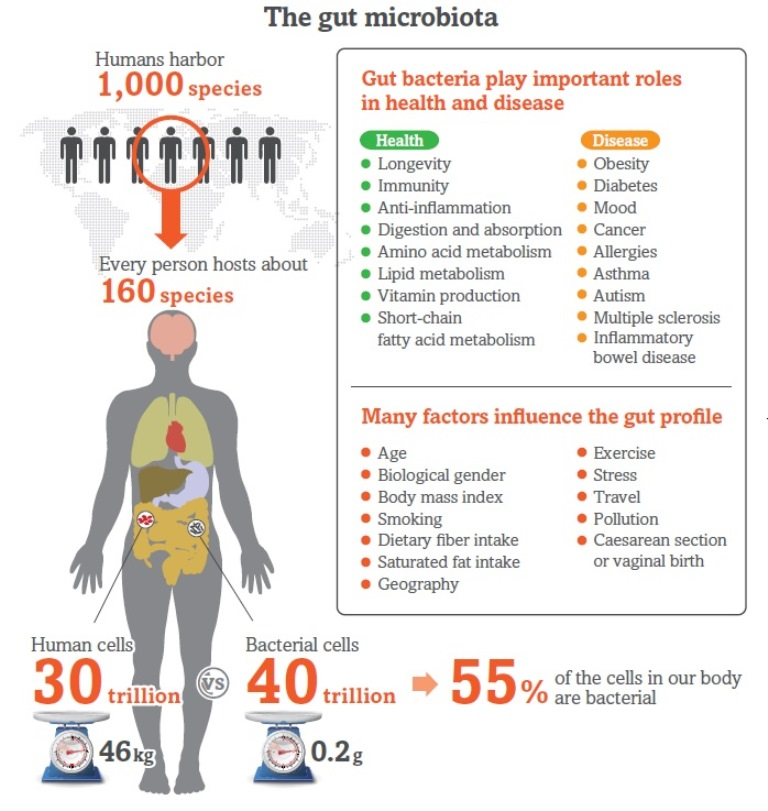 The gut microbiota
Humans harbor
1,000 species
Every person hosts about
160 species
Gut bacteria play important roles
in health and disease
Health
Longevity
Immunity
Anti-inflammation
Digestion and absorption
Amino acid metabolism
Lipid metabolism
Vitamin production
Short-chain
fatty acid metabolism
Disease
Obesity
Diabetes
Mood
Cancer
Allergies
Asthma
Autism
Multiple sclerosis
Inflammatory
bowel disease
Many factors influence the gut profile
Age
Biological gender
Body mass index
Smoking
Dietary fiber intake
Saturated fat intake
Geography
Exercise
Stress
Travel
Pollution
Caesarean section
or vaginal birth
Human cells
30 trillion
46kg
vs
Bacterial cells
40 trillion
0.2g
55% of the cells in our body
are bacterial